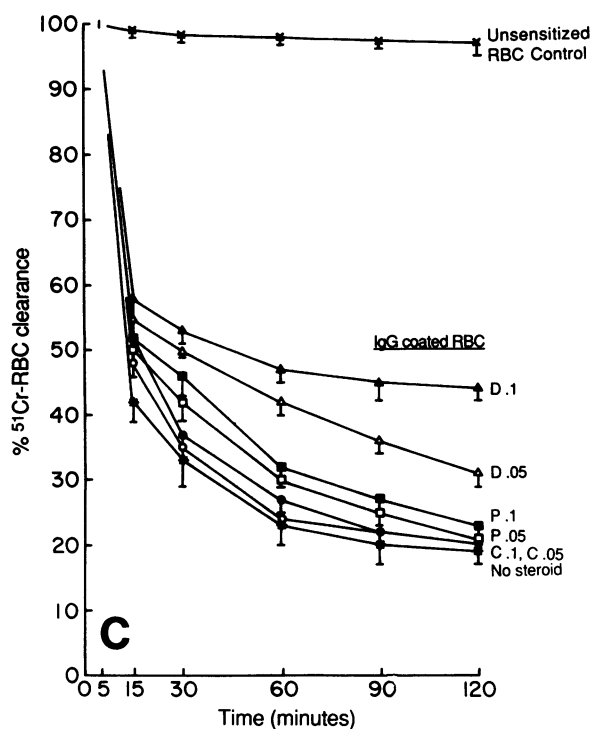 100
90
80
70
60
50
40
30
20
10
0
% ⁵¹Cr-RBC clearance
Unsensitized
RBC Control
IgG coated RBC
D .1
D .05
P .1
P .05
C .1, C .05
No steroid
C
0 5 15 30 60 90 120
Time (minutes)